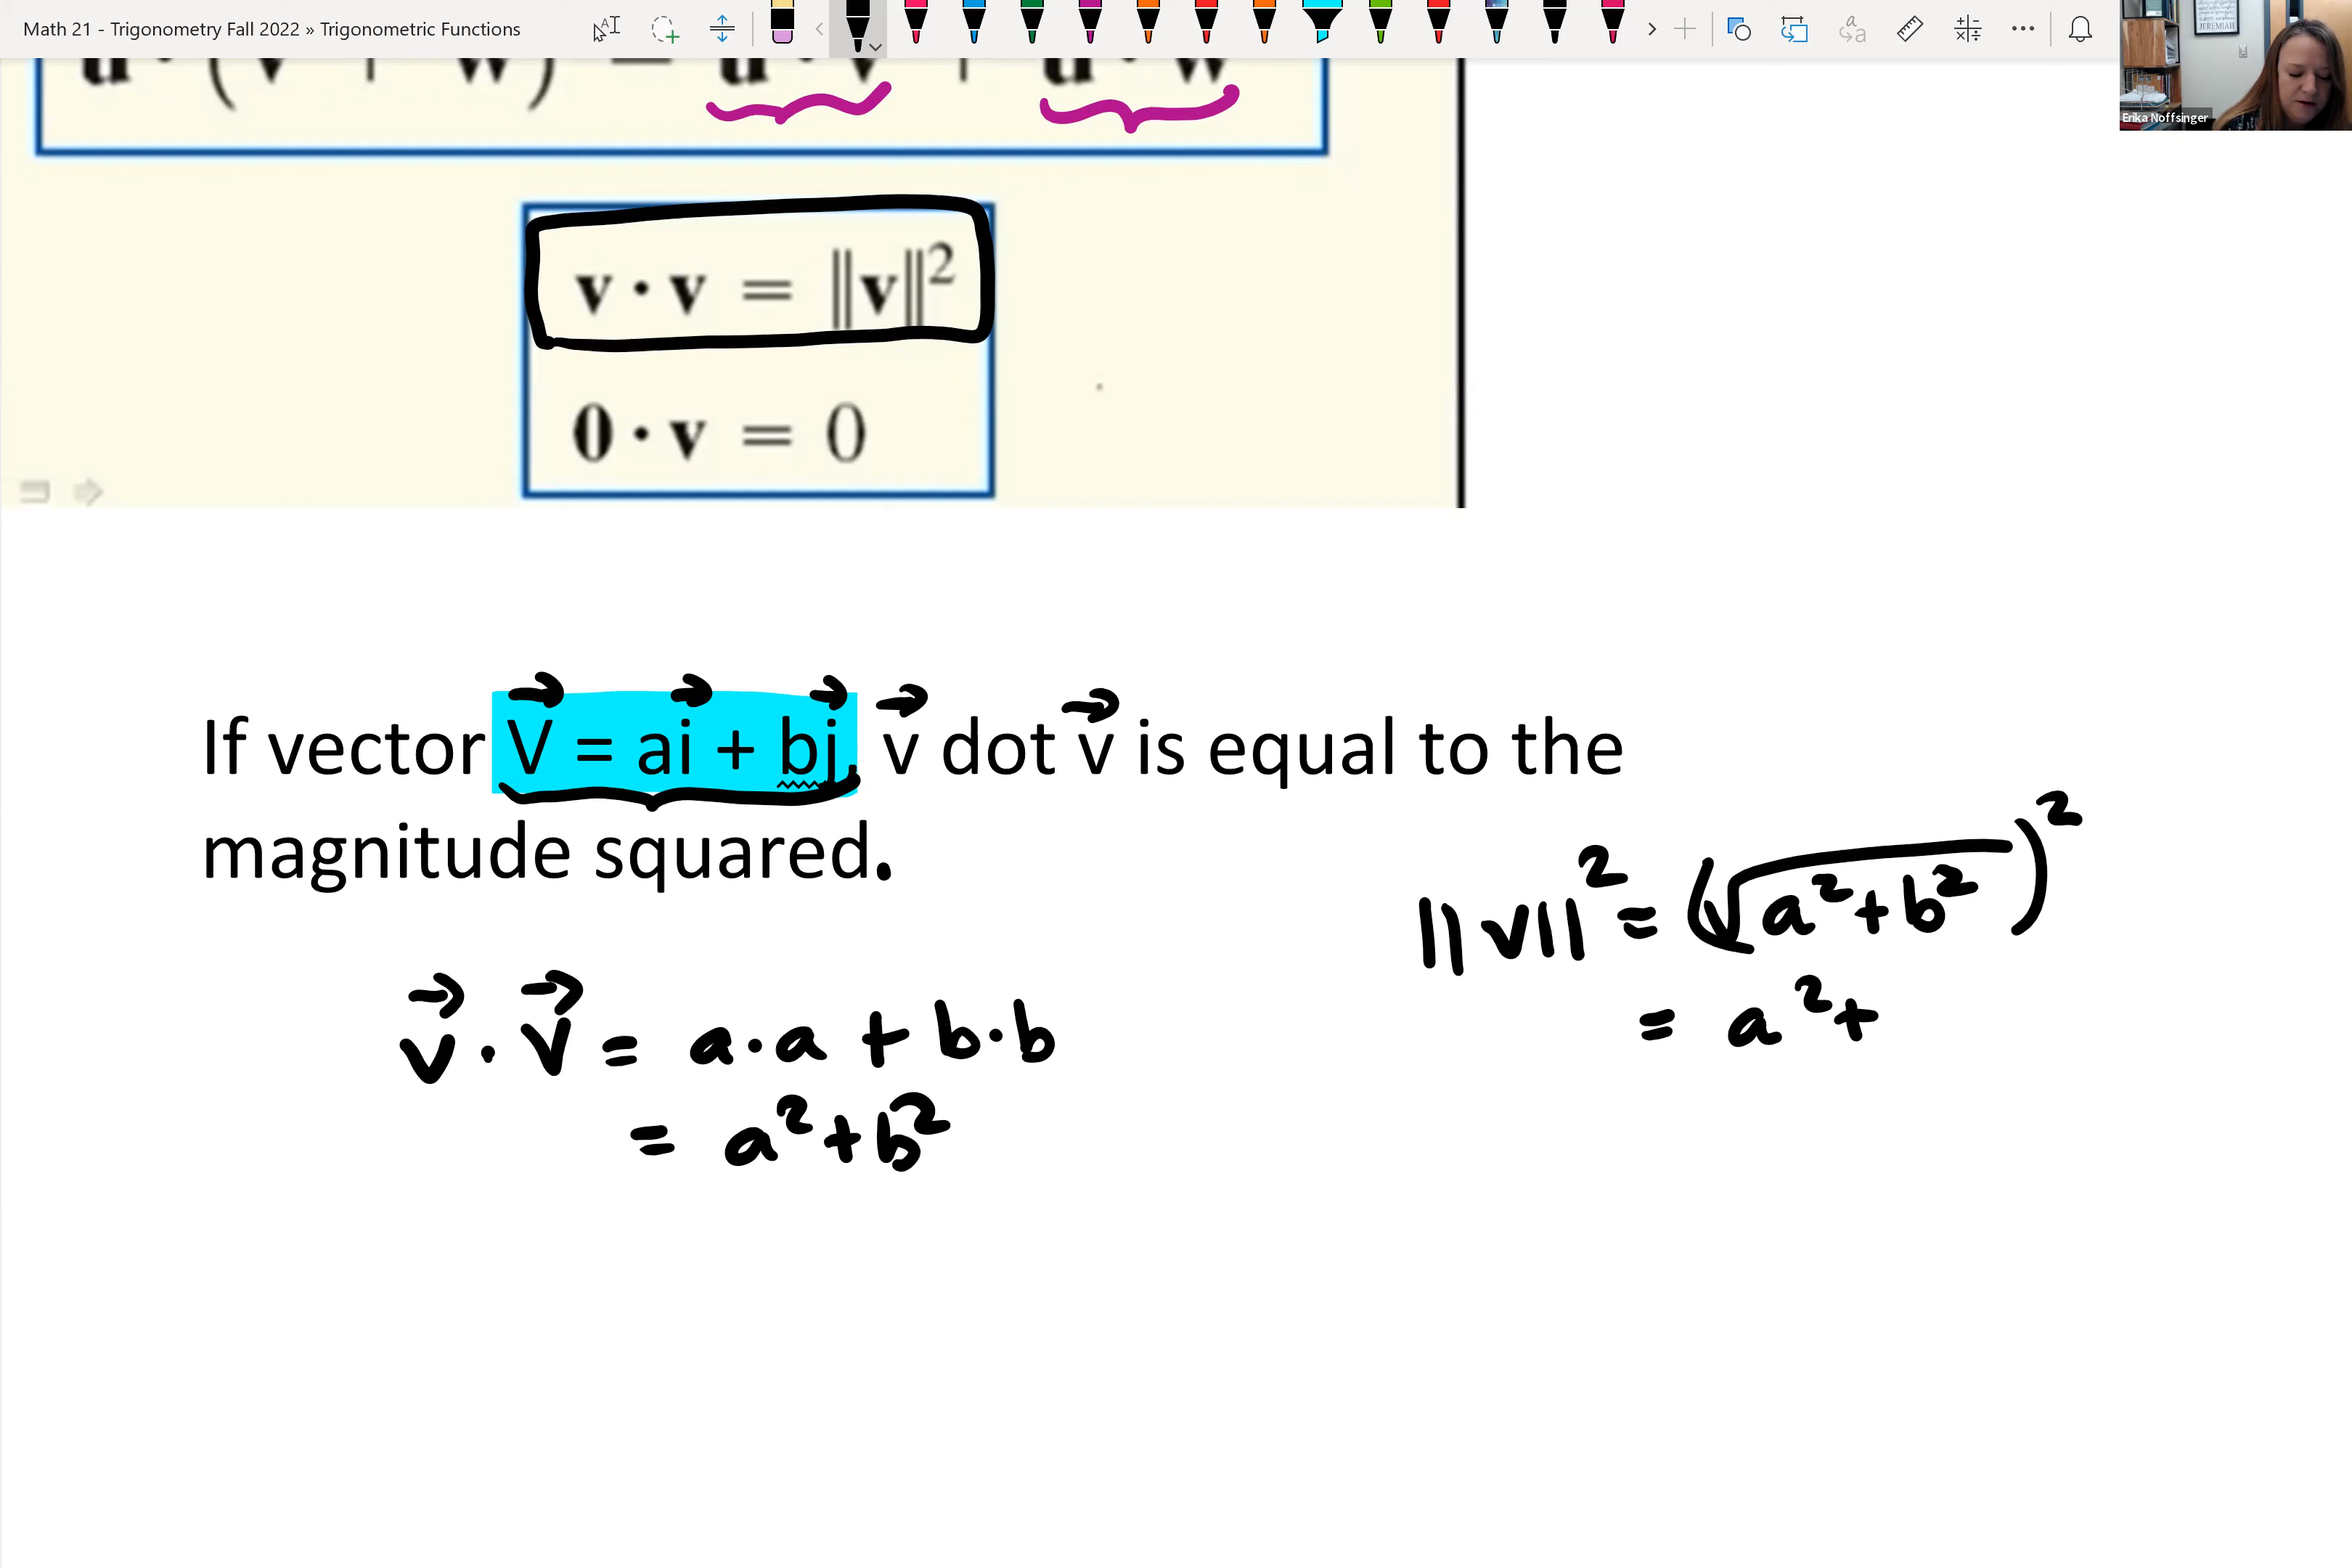 Math 21 - Trigonometry Fall 2022 » Trigonometric Functions
JEREMIAH
Erika Noffsinger
u · (v + w) = u · v + u · w
v · v = ‖v‖²
0 · v = 0
If vector V⃗ = ai⃗ + bj⃗, v⃗ dot v⃗ is equal to the
magnitude squared.
||v||² = (√a²+b²)²
= a²+
v⃗ · v⃗ = a·a + b·b
= a²+b²